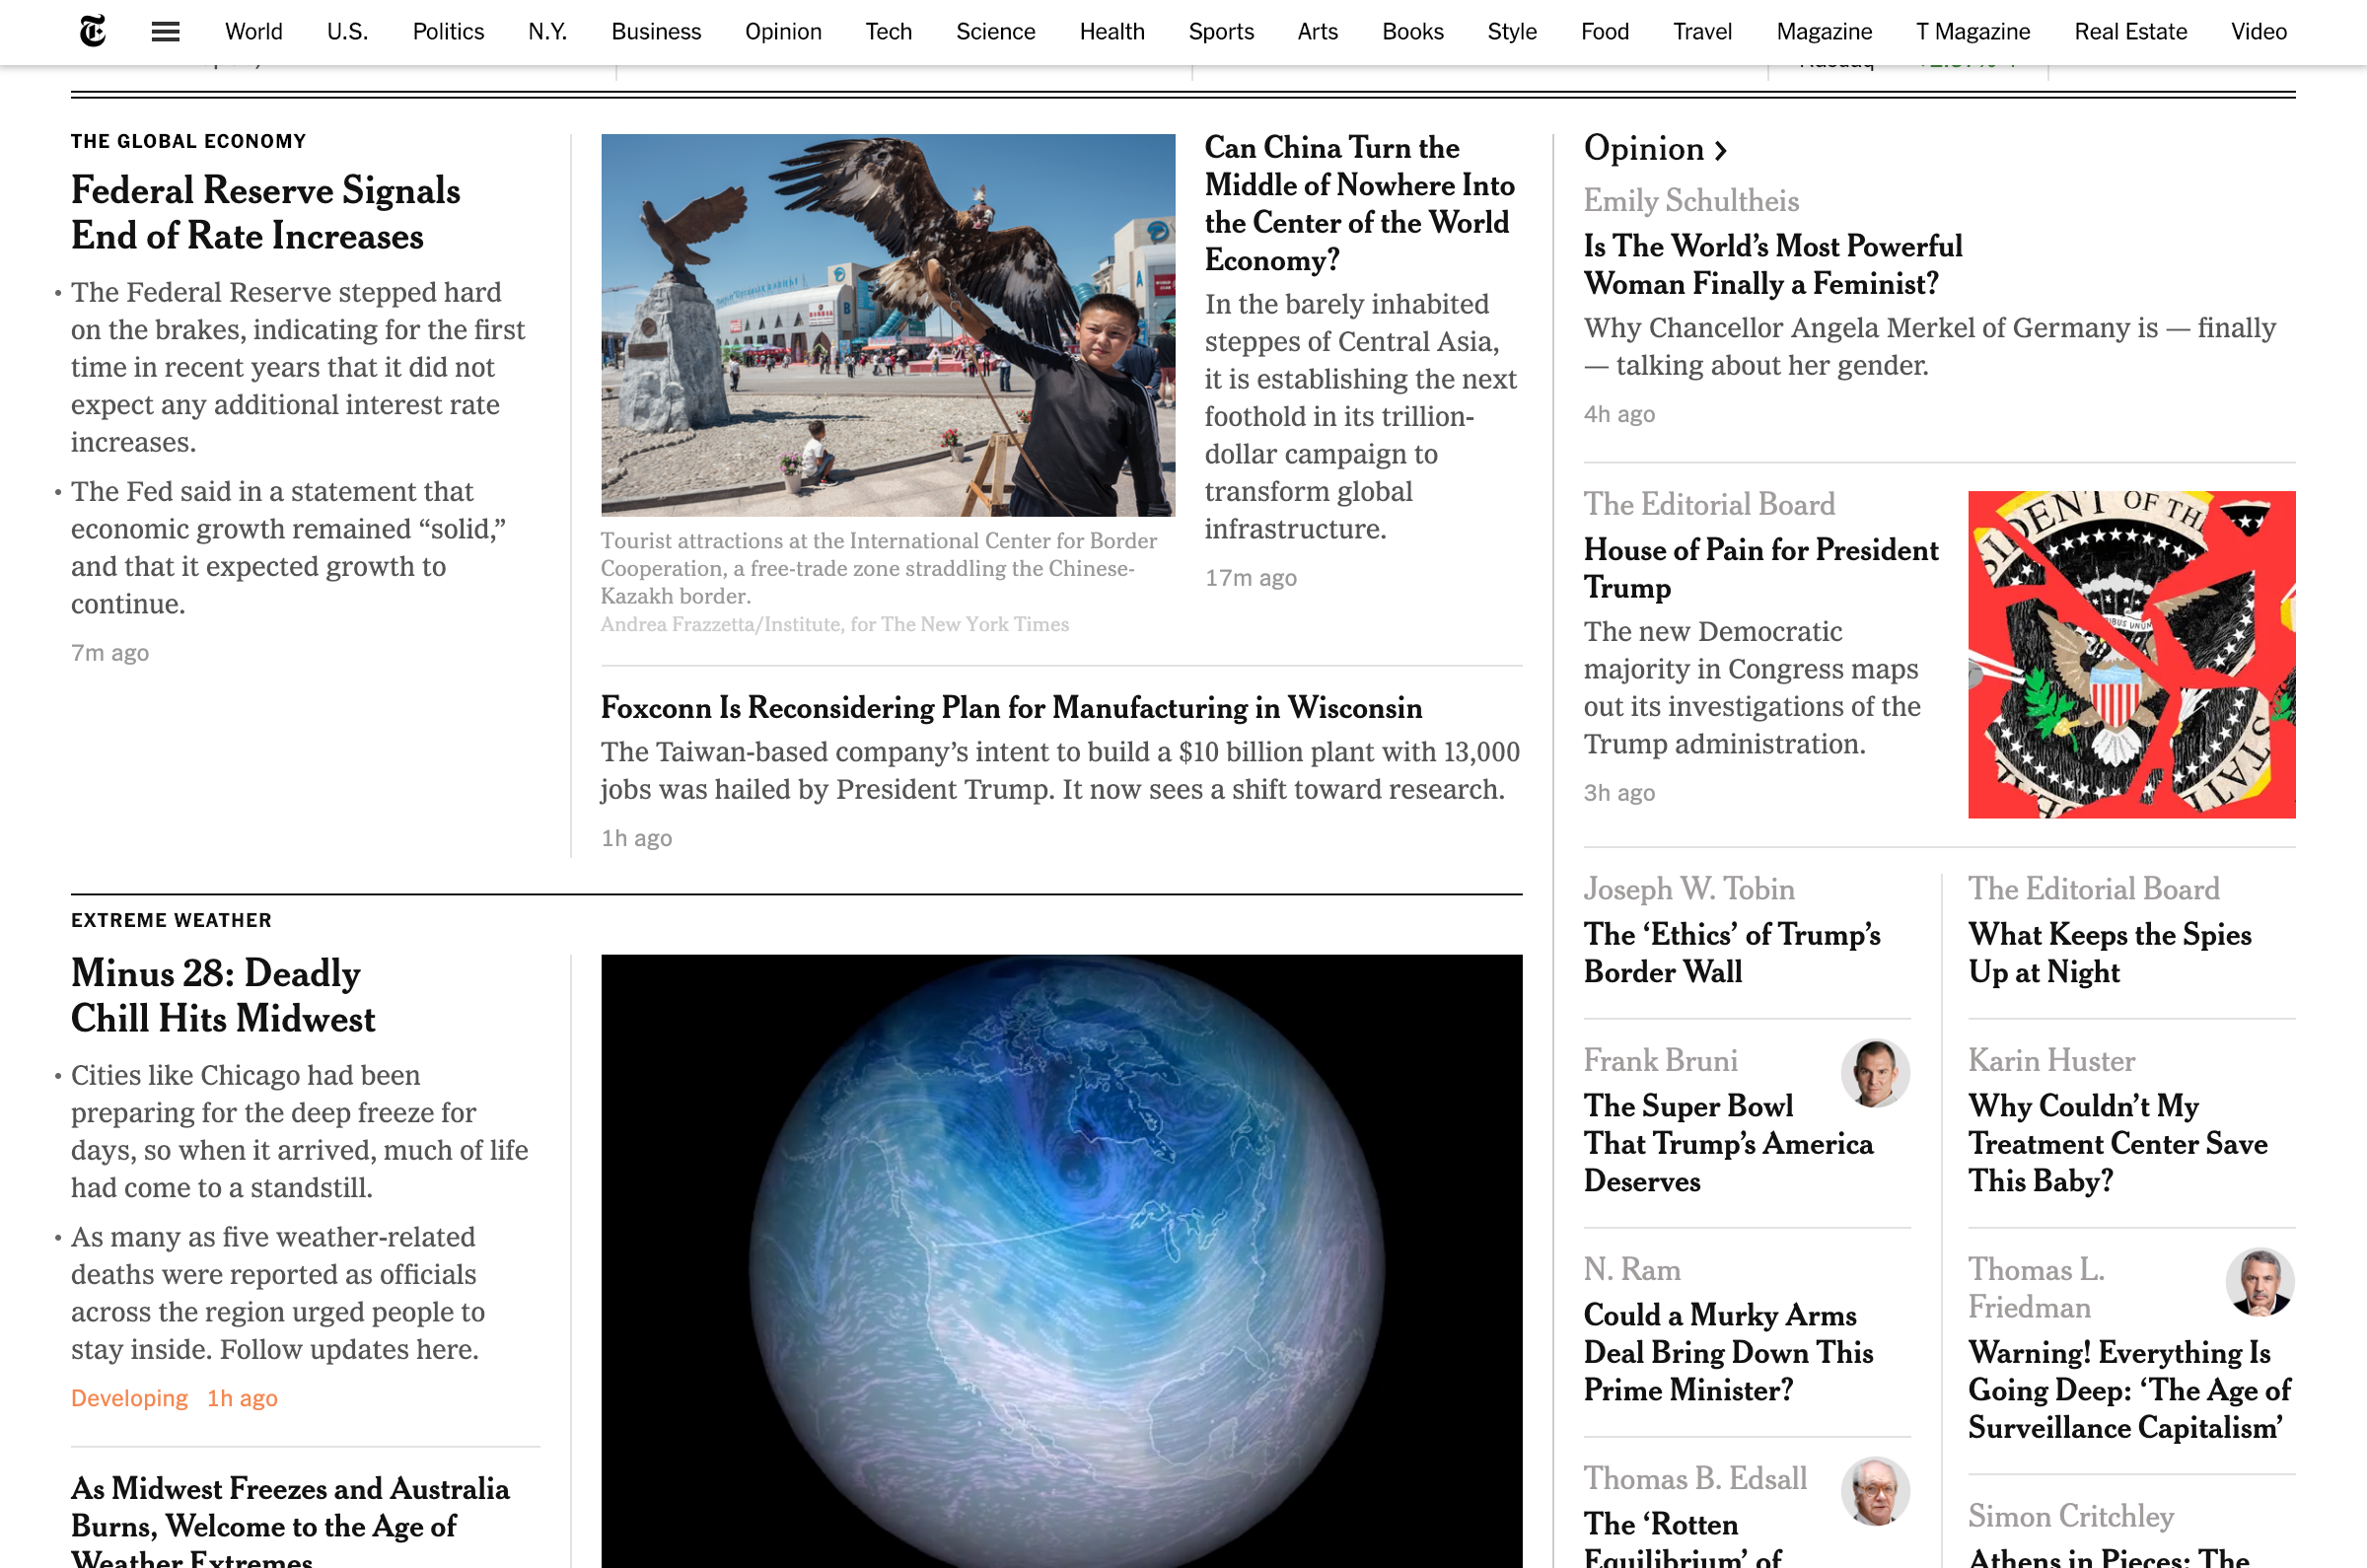 World U.S. Politics N.Y. Business Opinion Tech Science Health Sports Arts Books Style Food Travel Magazine T Magazine Real Estate Video
THE GLOBAL ECONOMY
Federal Reserve Signals
End of Rate Increases
• The Federal Reserve stepped hard
on the brakes, indicating for the first
time in recent years that it did not
expect any additional interest rate
increases.
• The Fed said in a statement that
economic growth remained “solid,”
and that it expected growth to
continue.
7m ago
Tourist attractions at the International Center for Border
Cooperation, a free-trade zone straddling the Chinese-
Kazakh border.
Andrea Frazzetta/Institute, for The New York Times
Can China Turn the
Middle of Nowhere Into
the Center of the World
Economy?
In the barely inhabited
steppes of Central Asia,
it is establishing the next
foothold in its trillion-
dollar campaign to
transform global
infrastructure.
17m ago
Foxconn Is Reconsidering Plan for Manufacturing in Wisconsin
The Taiwan-based company’s intent to build a $10 billion plant with 13,000
jobs was hailed by President Trump. It now sees a shift toward research.
1h ago
EXTREME WEATHER
Minus 28: Deadly
Chill Hits Midwest
• Cities like Chicago had been
preparing for the deep freeze for
days, so when it arrived, much of life
had come to a standstill.
• As many as five weather-related
deaths were reported as officials
across the region urged people to
stay inside. Follow updates here.
Developing 1h ago
As Midwest Freezes and Australia
Burns, Welcome to the Age of
Weather Extremes
Opinion >
Emily Schultheis
Is The World’s Most Powerful
Woman Finally a Feminist?
Why Chancellor Angela Merkel of Germany is — finally
— talking about her gender.
4h ago
The Editorial Board
House of Pain for President
Trump
The new Democratic
majority in Congress maps
out its investigations of the
Trump administration.
3h ago
OF TH
Joseph W. Tobin
The ‘Ethics’ of Trump’s
Border Wall
The Editorial Board
What Keeps the Spies
Up at Night
Frank Bruni
The Super Bowl
That Trump’s America
Deserves
Karin Huster
Why Couldn’t My
Treatment Center Save
This Baby?
N. Ram
Could a Murky Arms
Deal Bring Down This
Prime Minister?
Thomas L.
Friedman
Warning! Everything Is
Going Deep: ‘The Age of
Surveillance Capitalism’
Thomas B. Edsall
The ‘Rotten
Equilibrium’ of
Simon Critchley
Athens in Pieces: The